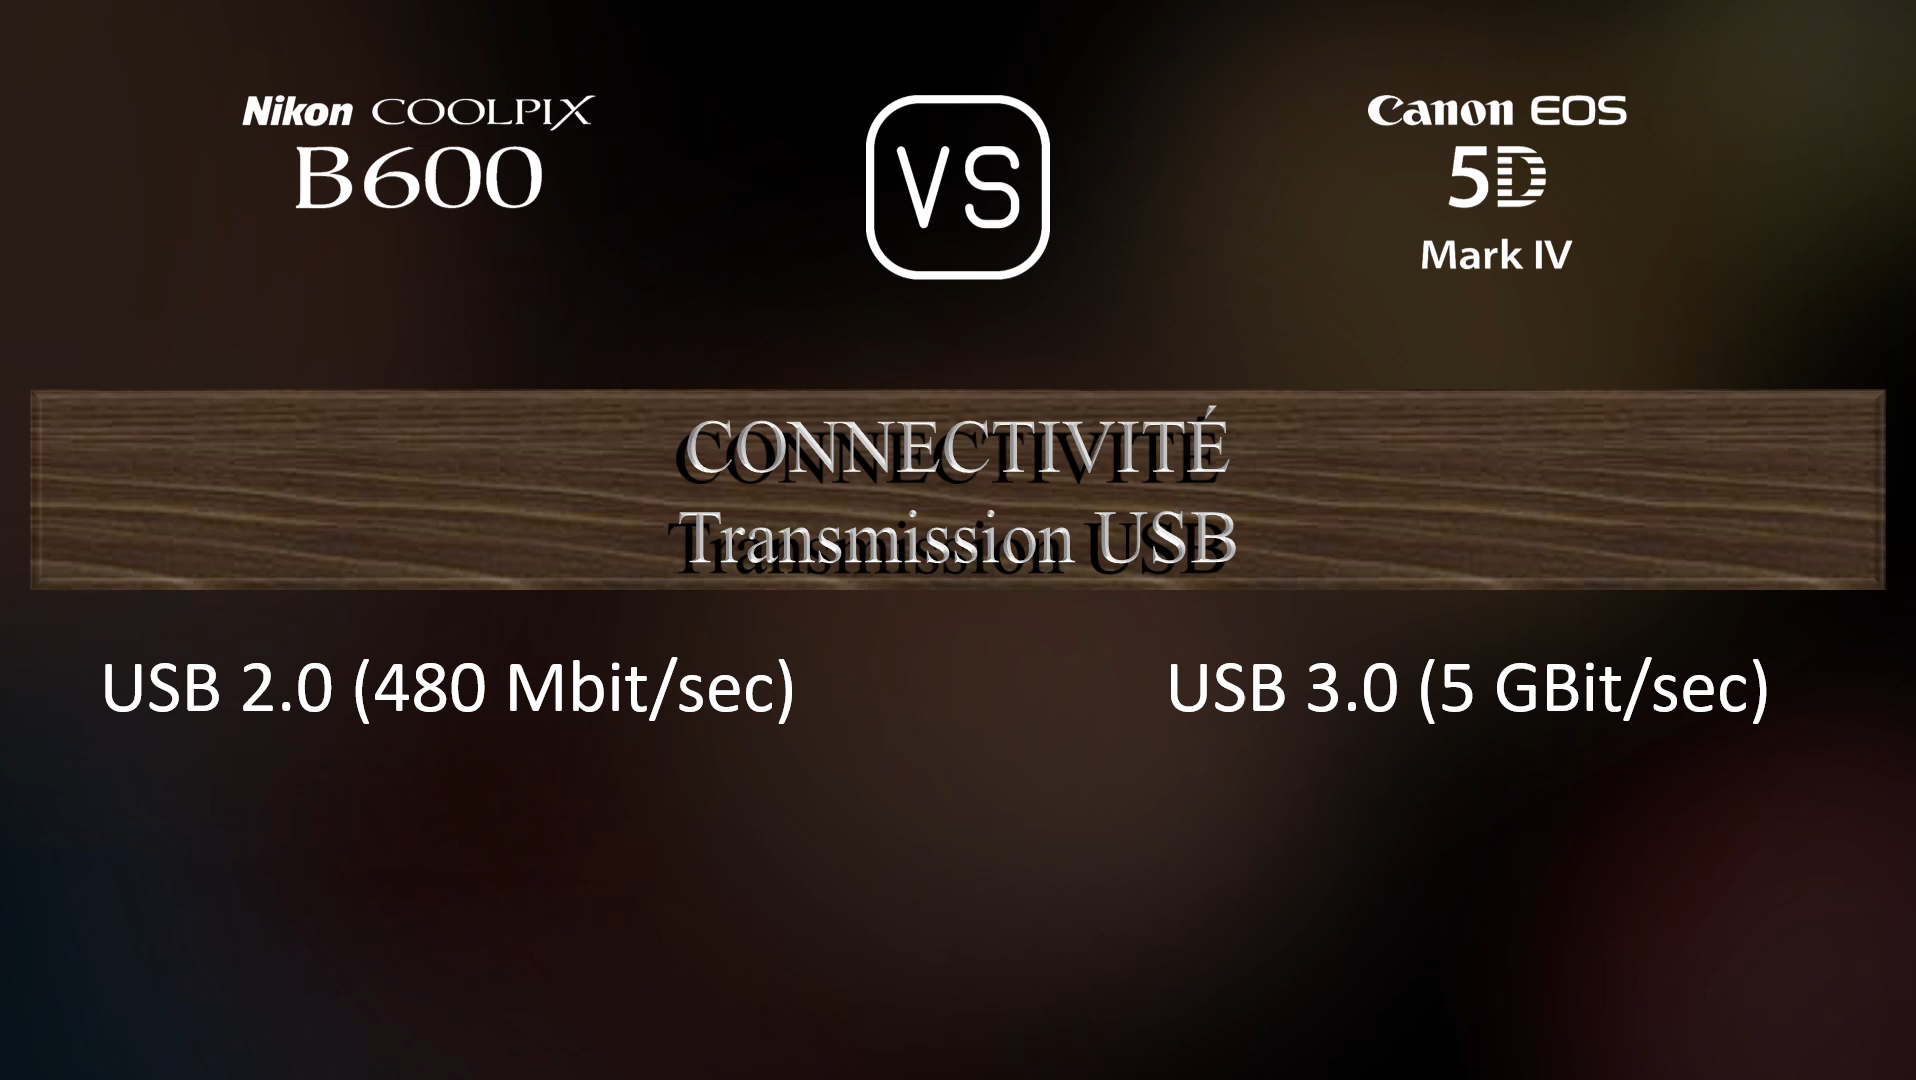 Nikon COOLPIX
B600
VS
Canon EOS
5D
Mark IV
CONNECTIVITÉ
Transmission USB
USB 2.0 (480 Mbit/sec)
USB 3.0 (5 GBit/sec)